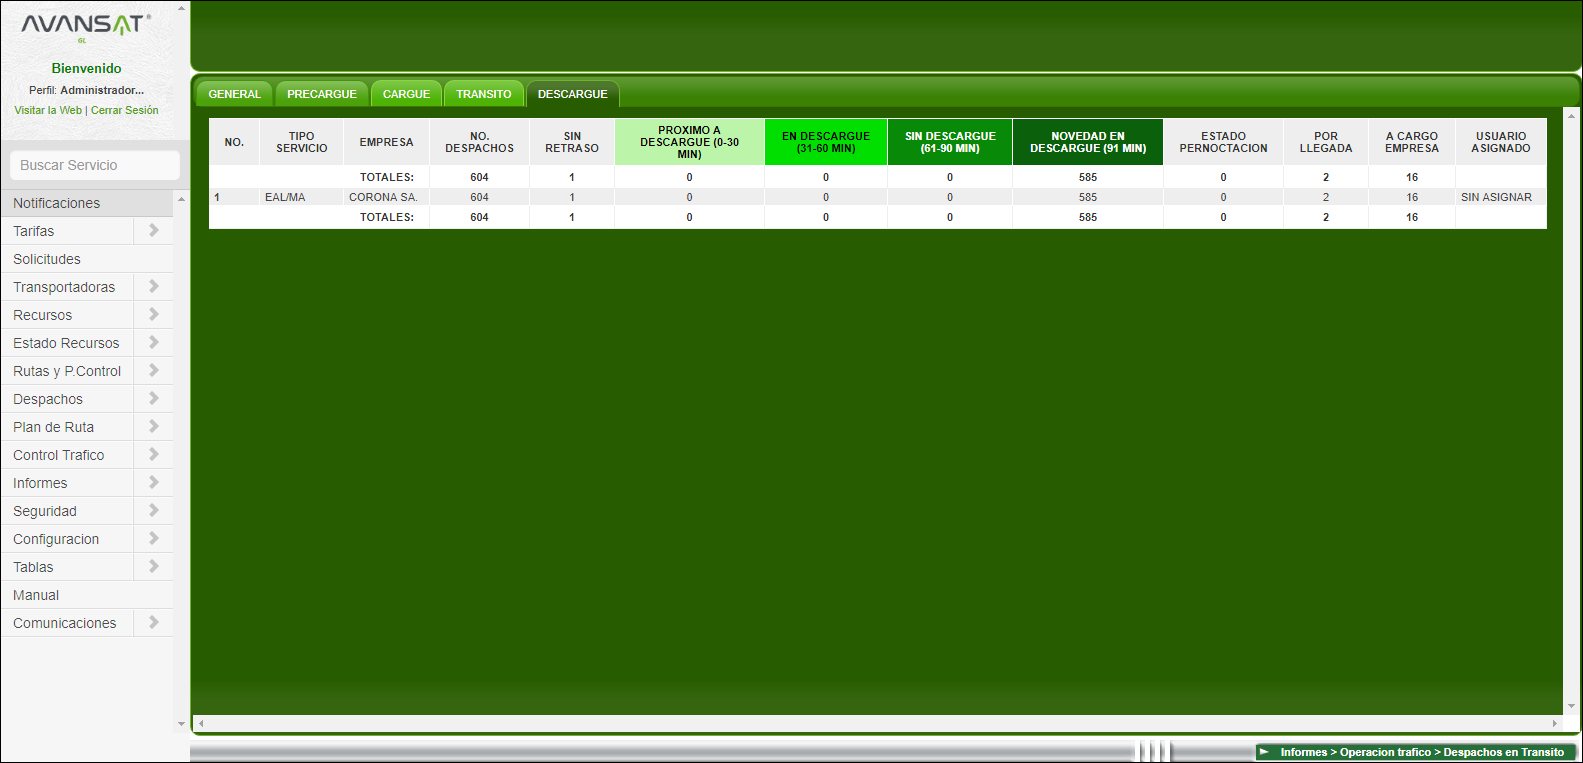 AVANSAT®
GL
Bienvenido
Perfil: Administrador...
Visitar la Web | Cerrar Sesión
Buscar Servicio
Notificaciones
Tarifas
Solicitudes
Transportadoras
Recursos
Estado Recursos
Rutas y P.Control
Despachos
Plan de Ruta
Control Trafico
Informes
Seguridad
Configuracion
Tablas
Manual
Comunicaciones
GENERAL PRECARGUE CARGUE TRANSITO DESCARGUE
NO. TIPO SERVICIO EMPRESA NO. DESPACHOS SIN RETRASO PROXIMO A DESCARGUE (0-30 MIN) EN DESCARGUE (31-60 MIN) SIN DESCARGUE (61-90 MIN) NOVEDAD EN DESCARGUE (91 MIN) ESTADO PERNOCTACION POR LLEGADA A CARGO EMPRESA USUARIO ASIGNADO
TOTALES: 604 1 0 0 0 585 0 2 16
1 EAL/MA CORONA SA. 604 1 0 0 0 585 0 2 16 SIN ASIGNAR
TOTALES: 604 1 0 0 0 585 0 2 16
Informes > Operacion trafico > Despachos en Transito